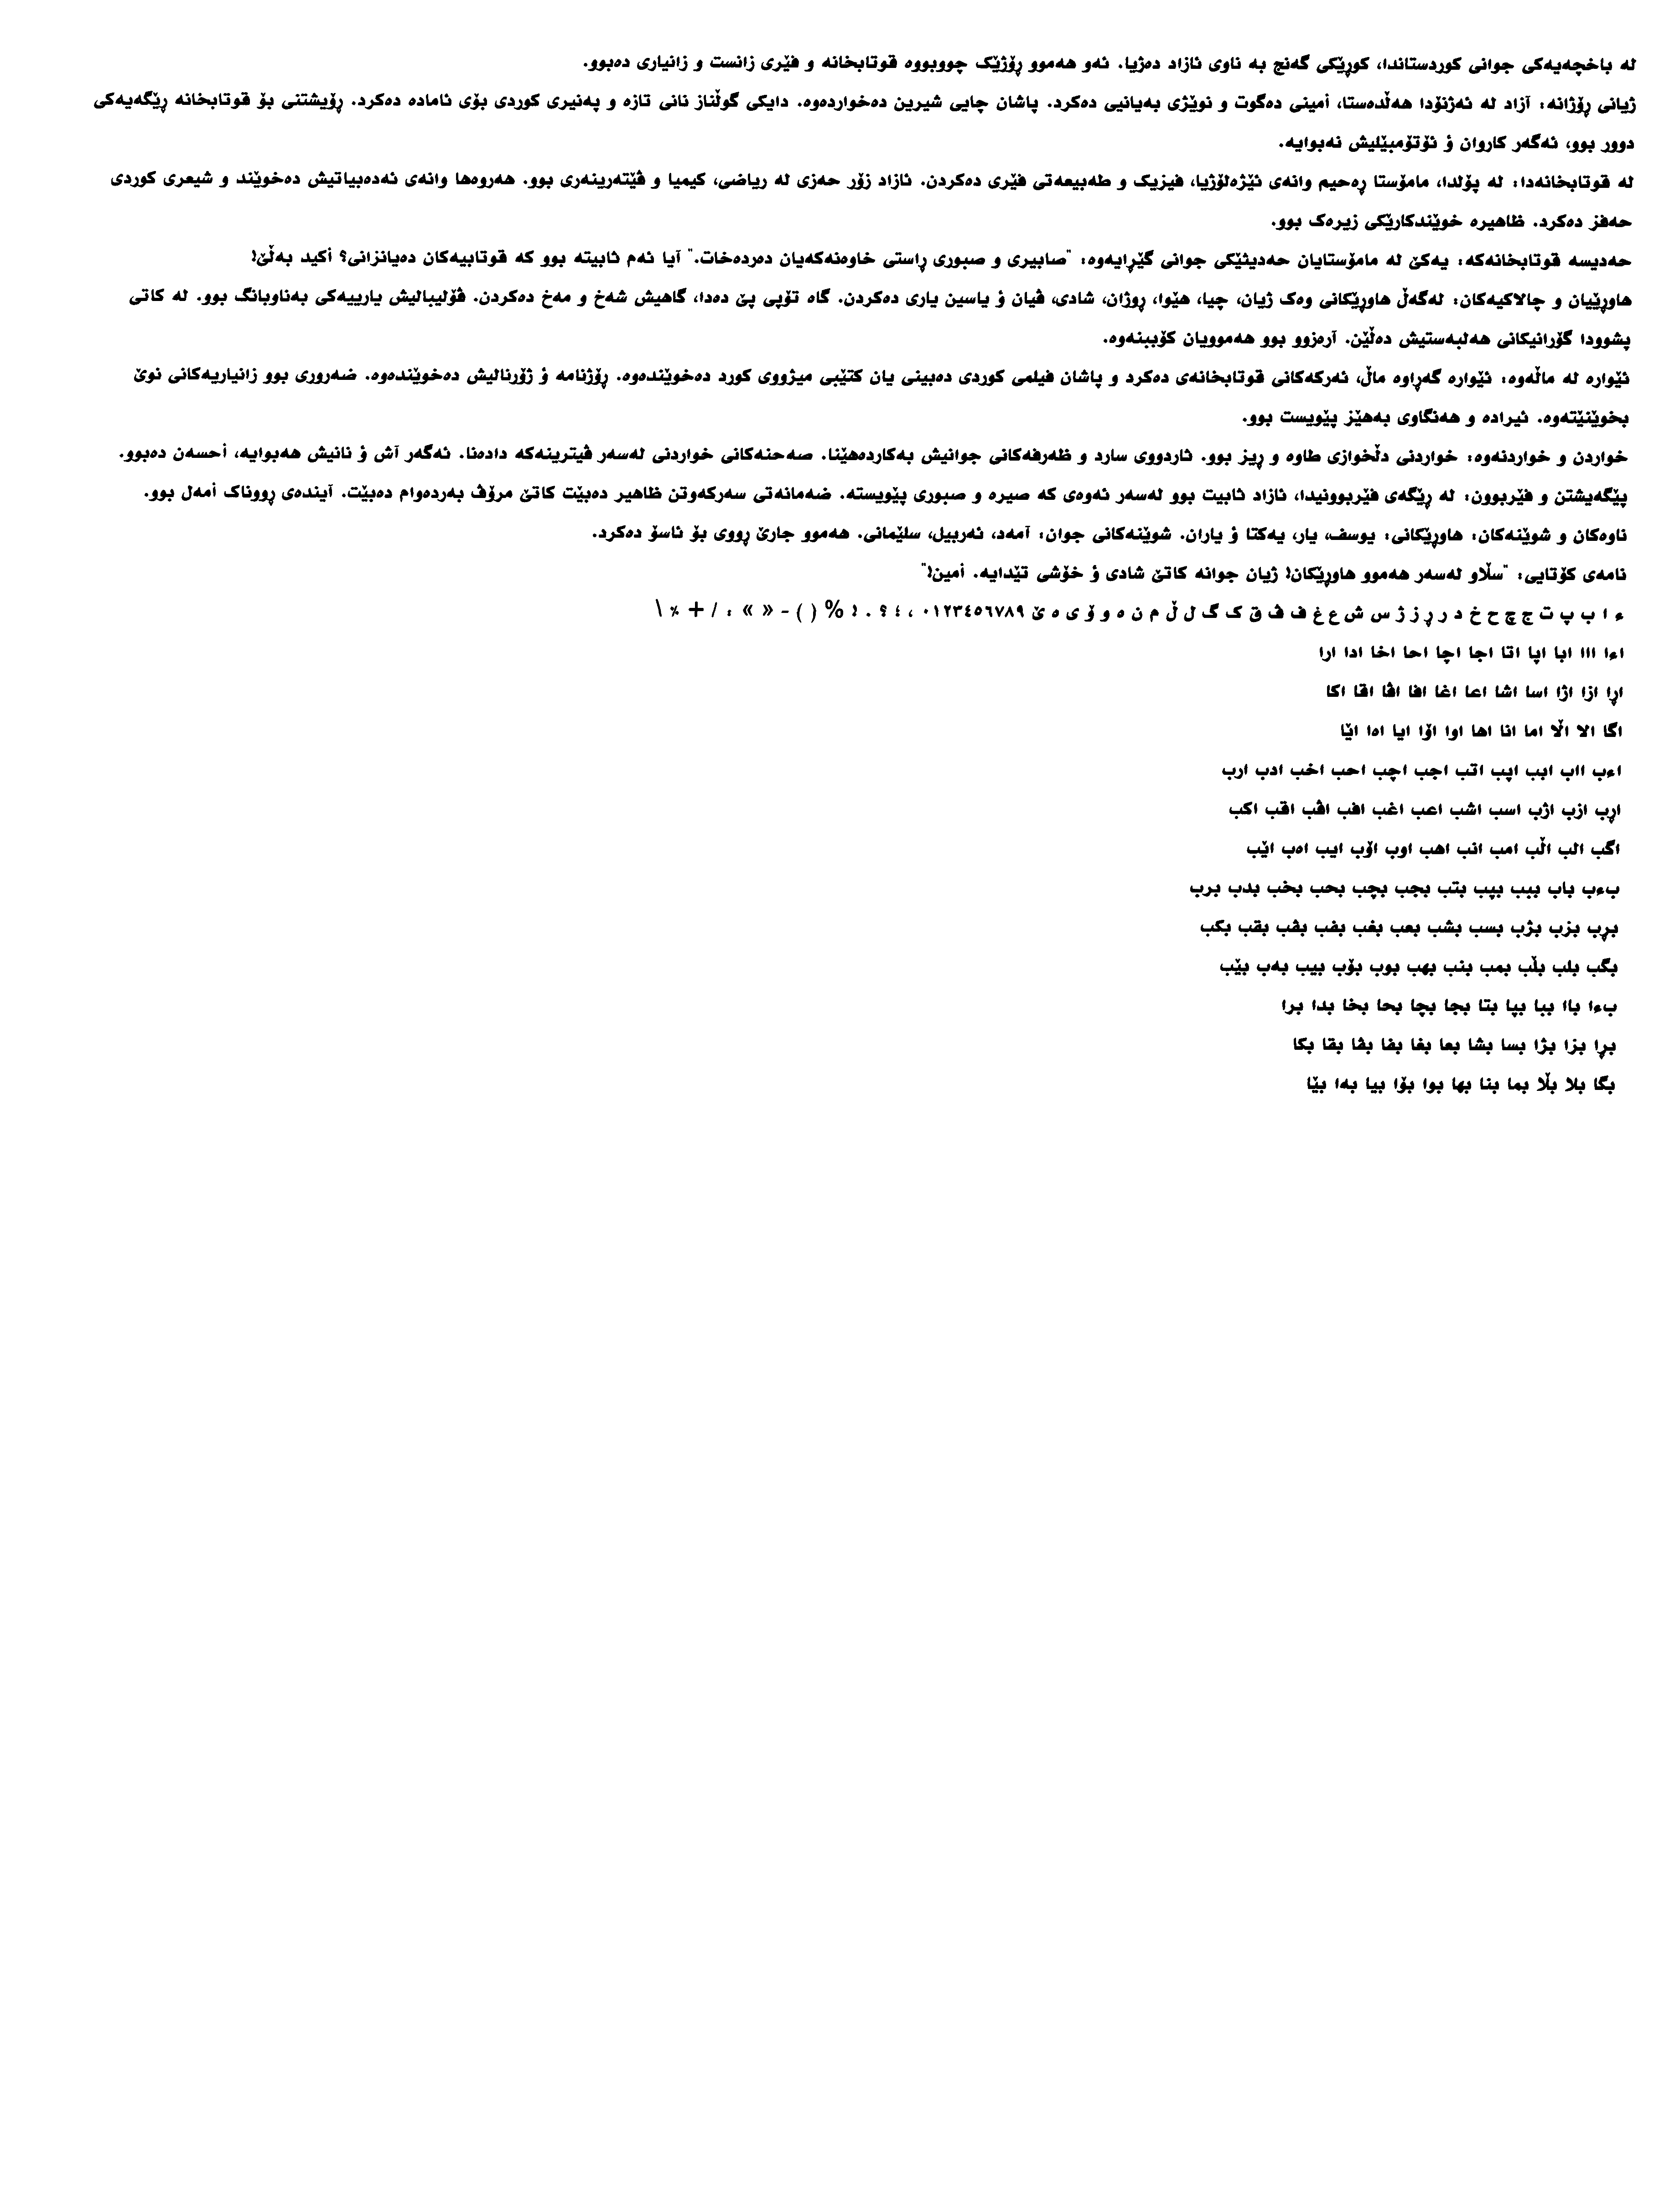 لە باخچەیەکی جوانی کوردستاندا، کوڕێکی گەنج بە ناوی ئازاد دەژیا. ئەو هەموو ڕۆژێک چووبووە قوتابخانە و فێری زانست و زانیاری دەبوو.
ژیانی ڕۆژانە: آزاد لە ئەژنۆدا هەڵدەستا، أمینی دەگوت و نوێژی بەیانیی دەکرد. پاشان چایی شیرین دەخواردەوە. دایکی گوڵناز نانی تازە و پەنیری کوردی بۆی ئامادە دەکرد. ڕۆیشتنی بۆ قوتابخانە ڕێگەیەکی
دوور بوو، ئەگەر کاروان ؤ ئۆتۆمبێلیش نەبوایە.
لە قوتابخانەدا: لە پۆلدا، مامۆستا ڕەحیم وانەی ئێژەلۆژیا، فیزیک و طەبیعەتی فێری دەکردن. ئازاد زۆر حەزی لە ریاضی، کیمیا و ڤێتەرینەری بوو. هەروەها وانەی ئەدەبیاتیش دەخوێند و شیعری کوردی
حەفز دەکرد. ظاهیرە خوێندکارێکی زیرەک بوو.
حەدیسە قوتابخانەکە: یەکێ لە مامۆستایان حەدیثێکی جوانی گێڕایەوە: "صابیری و صبوری ڕاستی خاوەنەکەیان دەردەخات." آیا ئەم ثابیتە بوو کە قوتابیەکان دەیانزانی؟ أکید بەڵێ!
هاوڕێیان و چالاکیەکان: لەگەڵ هاوڕێکانی وەک ژیان، چیا، هێوا، ڕوژان، شادی، ڤیان ؤ یاسین یاری دەکردن. گاه تۆپی پێ دەدا، گاهیش شەخ و مەخ دەکردن. ڤۆلیبالیش یارییەکی بەناوبانگ بوو. لە کاتی
پشوودا گۆرانیکانی هەلبەستیش دەڵێن. آرەزوو بوو هەموویان کۆببنەوە.
ئێوارە لە ماڵەوە: ئێوارە گەڕاوە ماڵ، ئەرکەکانی قوتابخانەی دەکرد و پاشان فیلمی کوردی دەبینی یان کتێبی میژووی کورد دەخوێندەوە. ڕۆژنامە ؤ ژۆرنالیش دەخوێندەوە. ضەروری بوو زانیاریەکانی نوێ
بخوێنێتەوە. ئیرادە و هەنگاوی بەهێز پێویست بوو.
خواردن و خواردنەوە: خواردنی دڵخوازی طاوە و ڕیز بوو. ئاردووی سارد و ظەرفەکانی جوانیش بەکاردەهێنا. صەحنەکانی خواردنی لەسەر ڤیترینەکە دادەنا. ئەگەر آش ؤ نانیش هەبوایە، أحسەن دەبوو.
پێگەیشتن و فێربوون: لە ڕێگەی فێربوونیدا، ئازاد ثابیت بوو لەسەر ئەوەی کە صیرە و صبوری پێویستە. ضەمانەتی سەرکەوتن ظاهیر دەبێت کاتێ مرۆڤ بەردەوام دەبێت. آیندەی ڕووناک أمەل بوو.
ناوەکان و شوێنەکان: هاوڕێکانی: یوسف، یار، یەکتا ؤ یاران. شوێنەکانی جوان: آمەد، ئەربیل، سلێمانی. هەموو جارێ ڕووی بۆ ئاسۆ دەکرد.
نامەی کۆتایی: "سڵاو لەسەر هەموو هاوڕێکان! ژیان جوانە کاتێ شادی ؤ خۆشی تێدایە. أمین!"
ء ا ب پ ت ج چ ح خ د ر ڕ ز ژ س ش ع غ ف ڤ ق ک گ ل ڵ م ن ه و ۆ ی ە ێ ٠١٢٣٤٥٦٧٨٩ ، ؛ ؟ . ! % ( ) - « » : / + ٪ \
اءا ااا ابا اپا اتا اجا اچا احا اخا ادا ارا
اڕا ازا اژا اسا اشا اعا اغا افا اڤا اقا اکا
اگا الا اڵا اما انا اها اوا اۆا ایا اەا اێا
اءب ااب ابب اپب اتب اجب اچب احب اخب ادب ارب
اڕب ازب اژب اسب اشب اعب اغب افب اڤب اقب اکب
اگب الب اڵب امب انب اهب اوب اۆب ایب اەب اێب
بءب باب ببب بپب بتب بجب بچب بحب بخب بدب برب
بڕب بزب بژب بسب بشب بعب بغب بفب بڤب بقب بکب
بگب بلب بڵب بمب بنب بهب بوب بۆب بیب بەب بێب
بءا باا ببا بپا بتا بجا بچا بحا بخا بدا برا
بڕا بزا بژا بسا بشا بعا بغا بفا بڤا بقا بکا
بگا بلا بڵا بما بنا بها بوا بۆا بیا بەا بێا